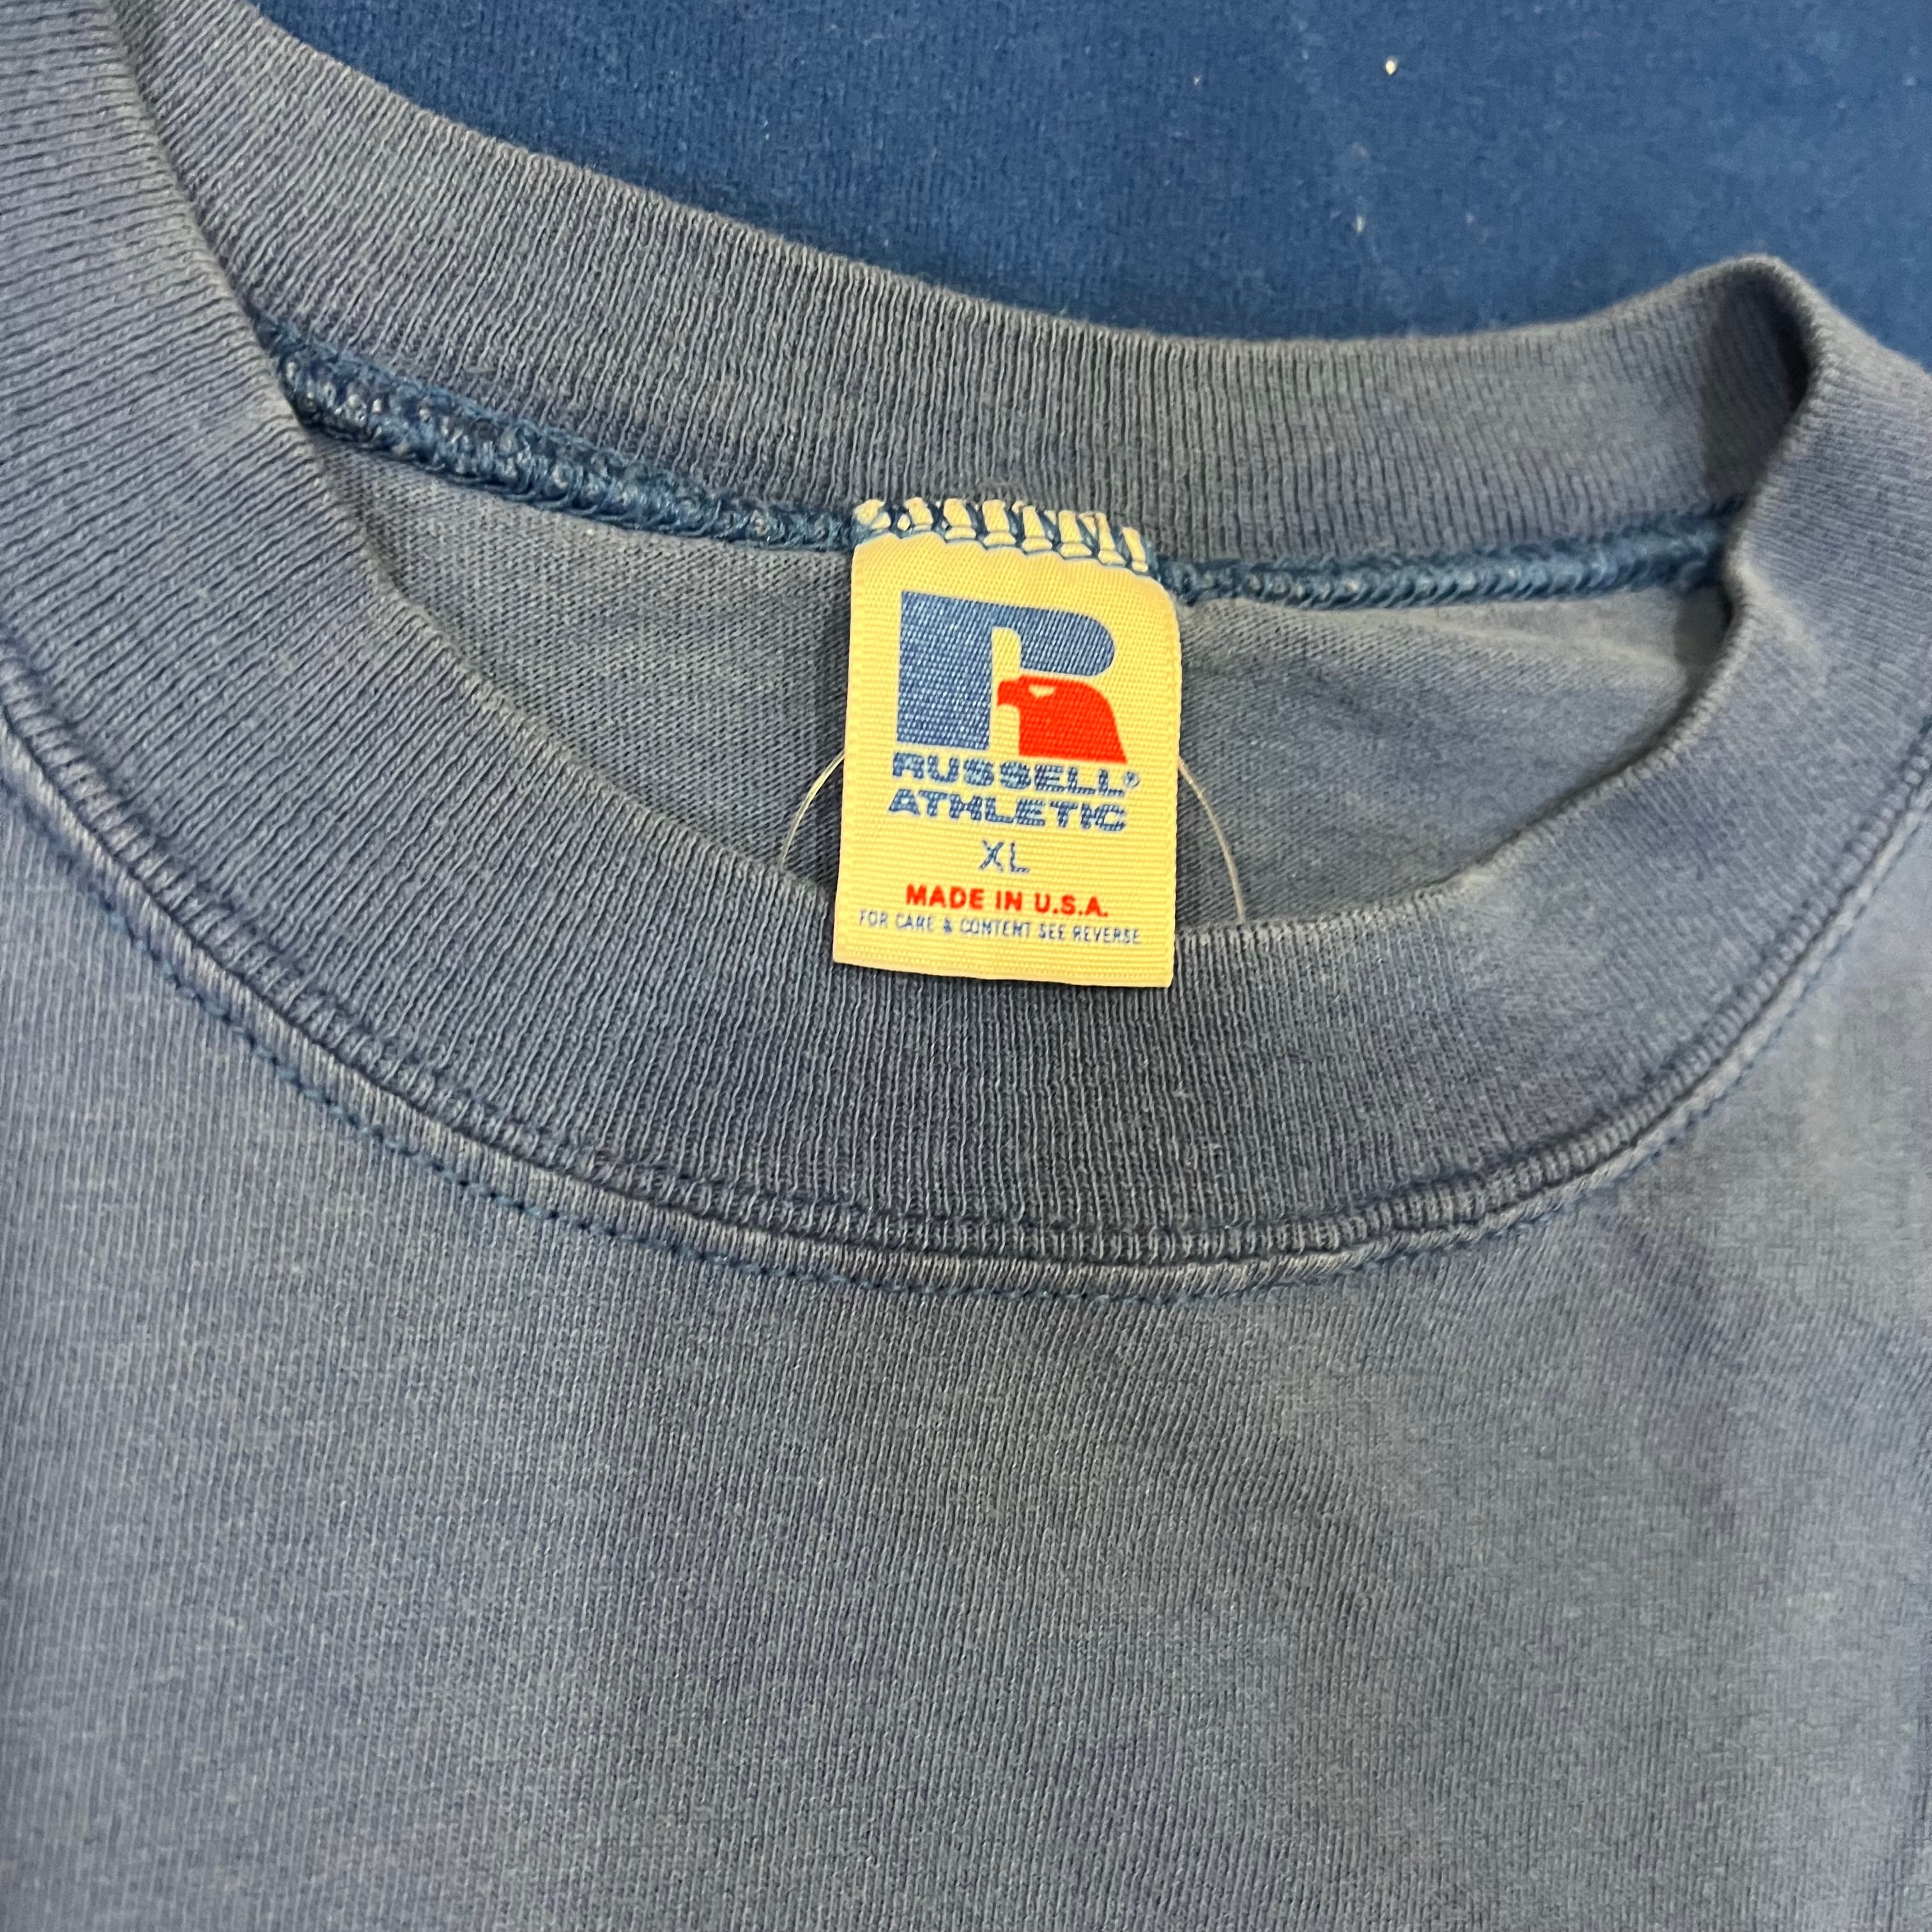 R
RUSSELL®
ATHLETIC
XL
MADE IN U.S.A.
FOR CARE & CONTENT SEE REVERSE